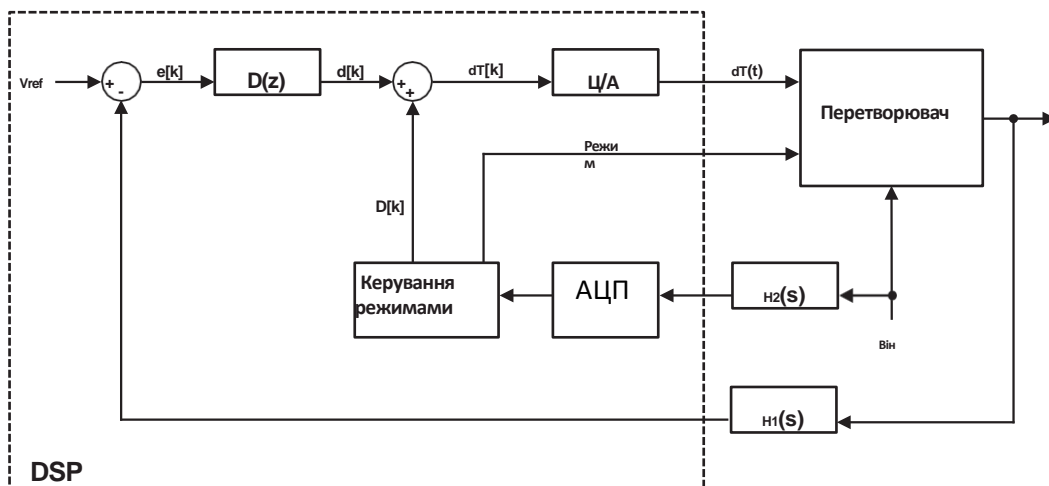 Vref
+
-
e[k]
D(z)
d[k]
+
+
dT[k]
Ц/А
dT(t)
Перетворювач
Режи
м
D[k]
Керування
режимами
АЦП
H2(s)
Він
H1(s)
DSP